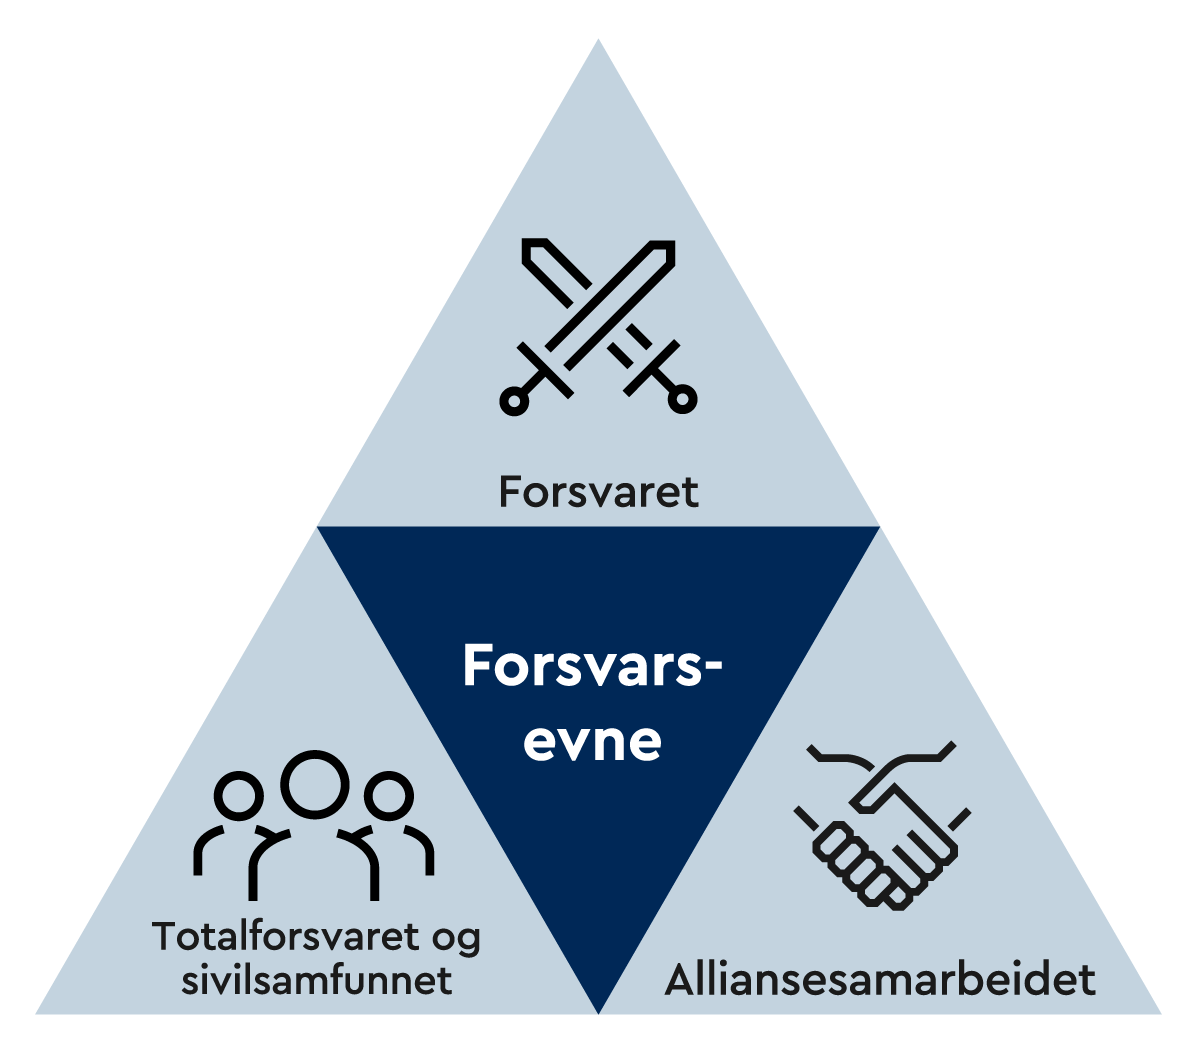 Forsvaret
Forsvars-
evne
Totalforsvaret og
sivilsamfunnet
Alliansesamarbeidet